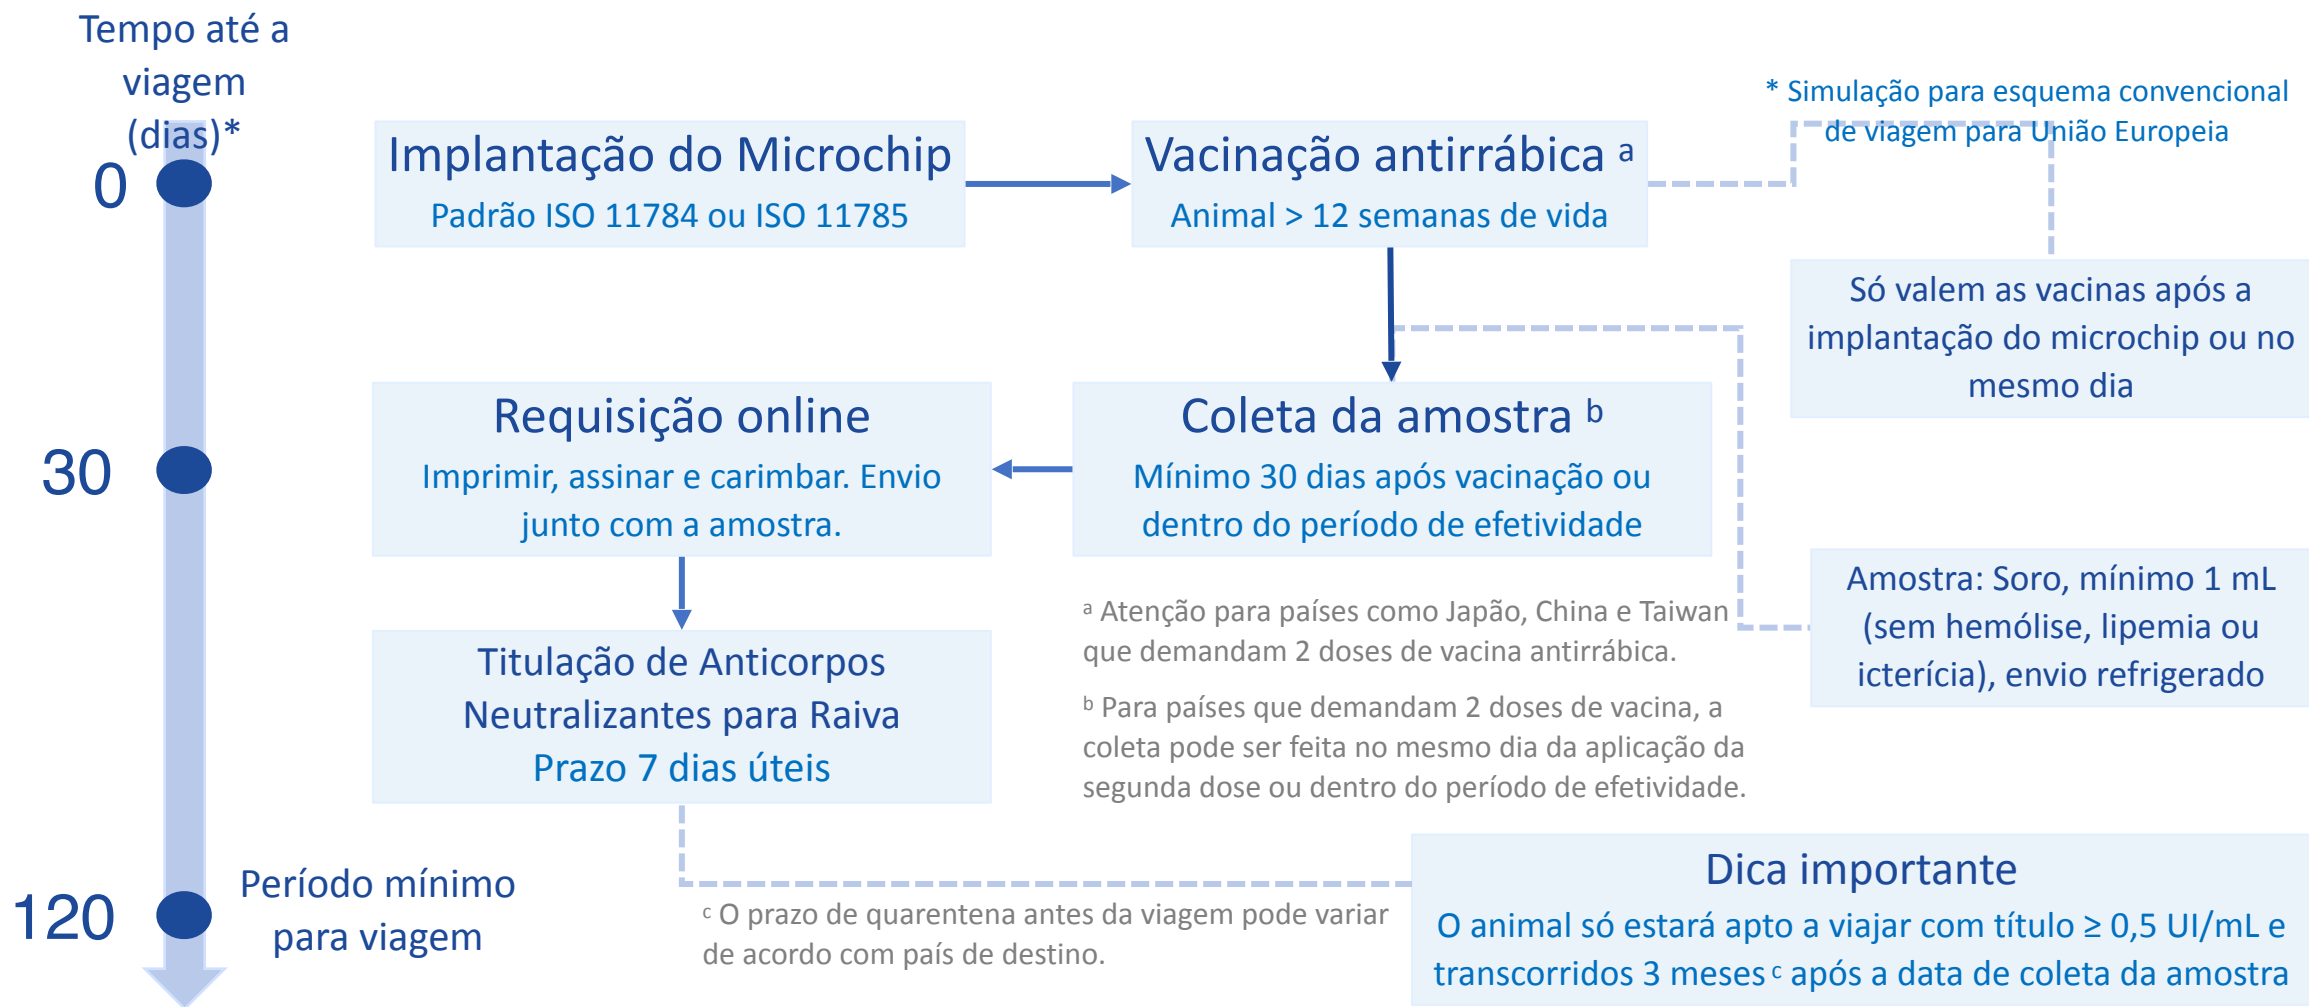 Tempo até a
viagem
(dias)*
* Simulação para esquema convencional
de viagem para União Europeia
0
Implantação do Microchip
Padrão ISO 11784 ou ISO 11785
Vacinação antirrábica ᵃ
Animal > 12 semanas de vida
Só valem as vacinas após a
implantação do microchip ou no
mesmo dia
30
Requisição online
Imprimir, assinar e carimbar. Envio
junto com a amostra.
Coleta da amostra ᵇ
Mínimo 30 dias após vacinação ou
dentro do período de efetividade
Amostra: Soro, mínimo 1 mL
(sem hemólise, lipemia ou
icterícia), envio refrigerado
Titulação de Anticorpos
Neutralizantes para Raiva
Prazo 7 dias úteis
ᵃ Atenção para países como Japão, China e Taiwan
que demandam 2 doses de vacina antirrábica.
ᵇ Para países que demandam 2 doses de vacina, a
coleta pode ser feita no mesmo dia da aplicação da
segunda dose ou dentro do período de efetividade.
120
Período mínimo
para viagem
ᶜ O prazo de quarentena antes da viagem pode variar
de acordo com país de destino.
Dica importante
O animal só estará apto a viajar com título ≥ 0,5 UI/mL e
transcorridos 3 meses ᶜ após a data de coleta da amostra